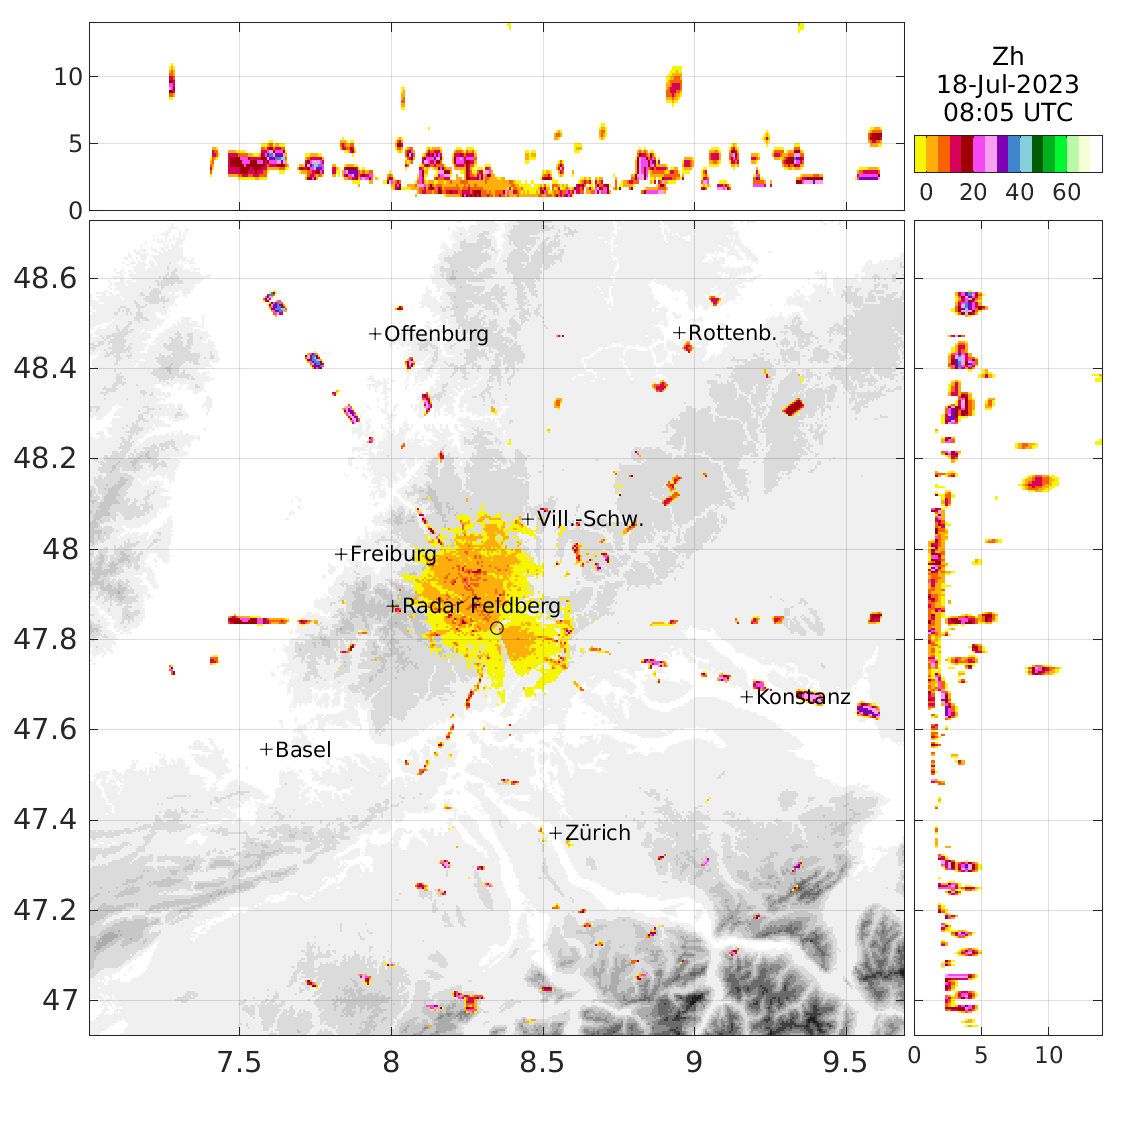 10
5
0
Zh
18-Jul-2023
08:05 UTC
0 20 40 60
48.6
48.4
48.2
48
47.8
47.6
47.4
47.2
47
Offenburg
Rottenb.
Vill.-Schw.
Freiburg
Radar Feldberg
Konstanz
Basel
Zürich
7.5 8 8.5 9 9.5
0 5 10